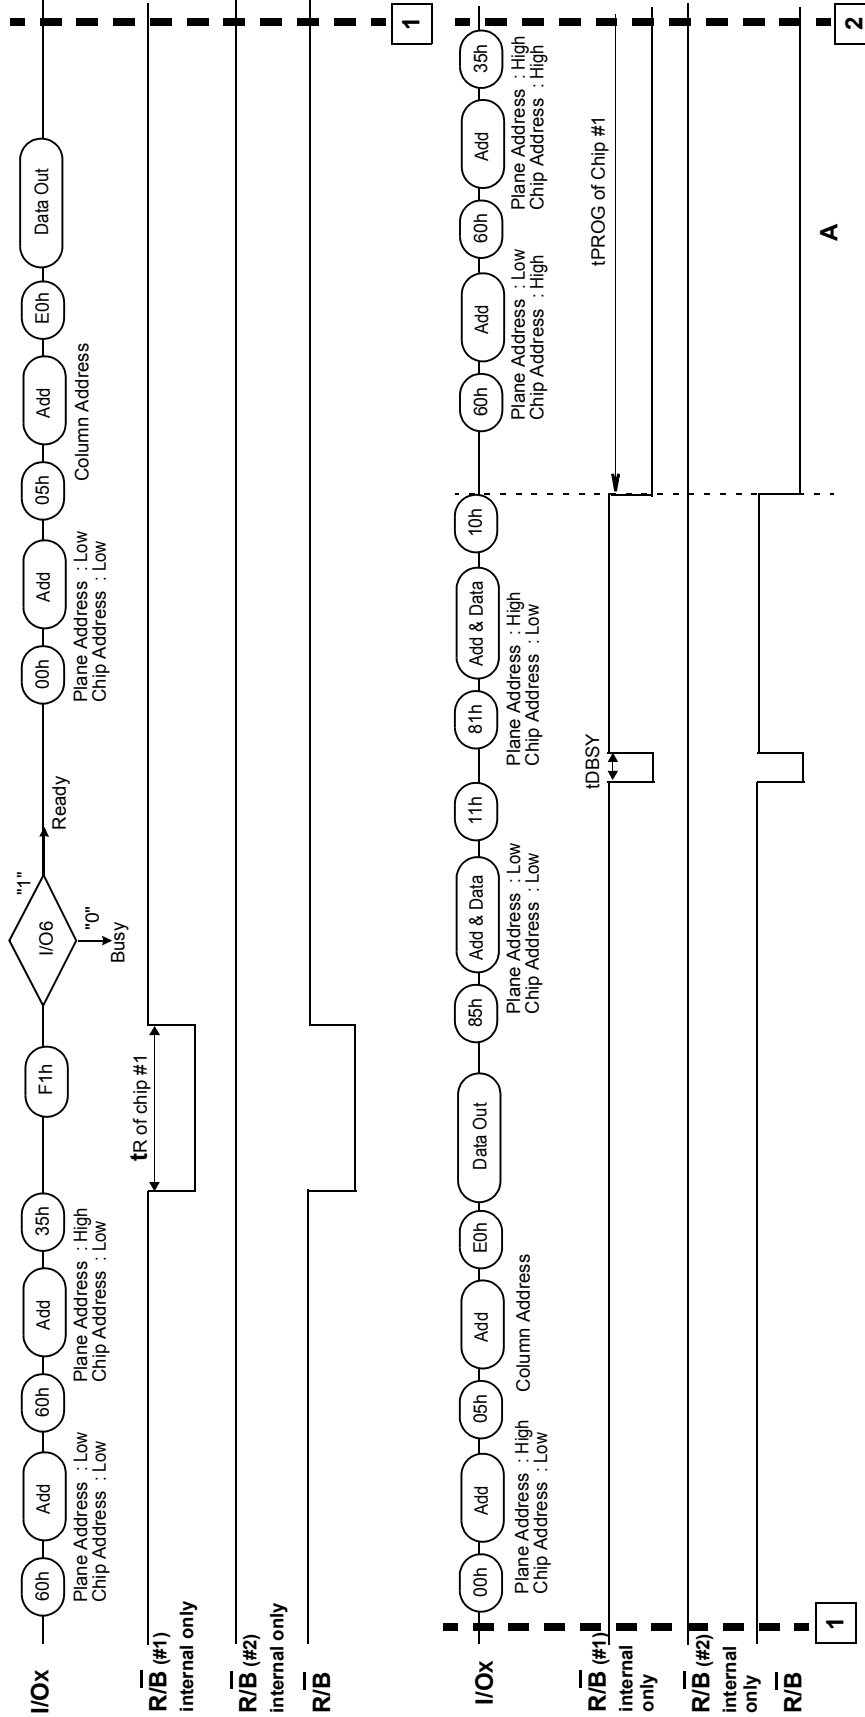 I/Ox
60h
Add
60h
Add
35h
F1h
I/O6
"1"
Ready
"0"
Busy
00h
Add
05h
Add
E0h
Data Out
Plane Address : Low
Chip Address : Low
Plane Address : High
Chip Address : Low
Plane Address : Low
Chip Address : Low
Column Address
R/B (#1)
internal only
tR of chip #1
R/B (#2)
internal only
R/B
1
I/Ox
00h
Add
05h
Add
E0h
Data Out
85h
Add & Data
11h
81h
Add & Data
10h
60h
Add
60h
Add
35h
Plane Address : High
Chip Address : Low
Column Address
Plane Address : Low
Chip Address : Low
Plane Address : High
Chip Address : Low
Plane Address : Low
Chip Address : High
Plane Address : High
Chip Address : High
R/B (#1)
internal
only
tDBSY
tPROG of Chip #1
R/B (#2)
internal
only
R/B
A
1
2